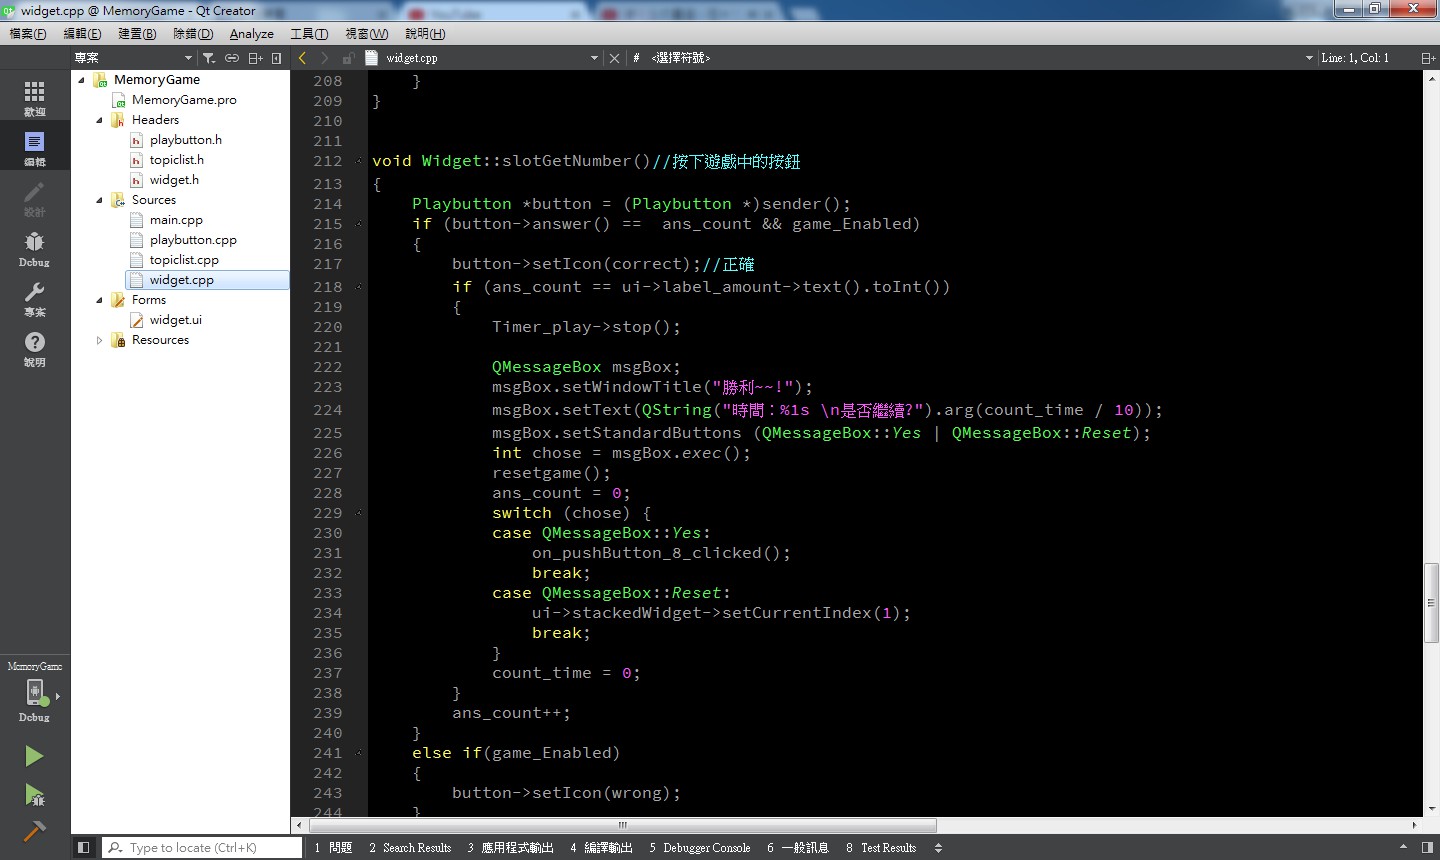 widget.cpp @ MemoryGame - Qt Creator
檔案(F) 編輯(E) 建置(B) 除錯(D) Analyze 工具(T) 視窗(W) 說明(H)
專案 widget.cpp # <選擇符號> Line: 1, Col: 1
歡迎
編輯
設計
Debug
專案
說明
MemoryGame
Debug
MemoryGame
MemoryGame.pro
Headers
playbutton.h
topiclist.h
widget.h
Sources
main.cpp
playbutton.cpp
topiclist.cpp
widget.cpp
Forms
widget.ui
Resources
208 }
209 }
210
211
212 void Widget::slotGetNumber()//按下遊戲中的按鈕
213 {
214 Playbutton *button = (Playbutton *)sender();
215 if (button->answer() ==  ans_count && game_Enabled)
216 {
217 button->setIcon(correct);//正確
218 if (ans_count == ui->label_amount->text().toInt())
219 {
220 Timer_play->stop();
221
222 QMessageBox msgBox;
223 msgBox.setWindowTitle("勝利~~!");
224 msgBox.setText(QString("時間：%1s \n是否繼續?").arg(count_time / 10));
225 msgBox.setStandardButtons (QMessageBox::Yes | QMessageBox::Reset);
226 int chose = msgBox.exec();
227 resetgame();
228 ans_count = 0;
229 switch (chose) {
230 case QMessageBox::Yes:
231 on_pushButton_8_clicked();
232 break;
233 case QMessageBox::Reset:
234 ui->stackedWidget->setCurrentIndex(1);
235 break;
236 }
237 count_time = 0;
238 }
239 ans_count++;
240 }
241 else if(game_Enabled)
242 {
243 button->setIcon(wrong);
244 }
Type to locate (Ctrl+K) 1 問題 2 Search Results 3 應用程式輸出 4 編譯輸出 5 Debugger Console 6 一般訊息 8 Test Results